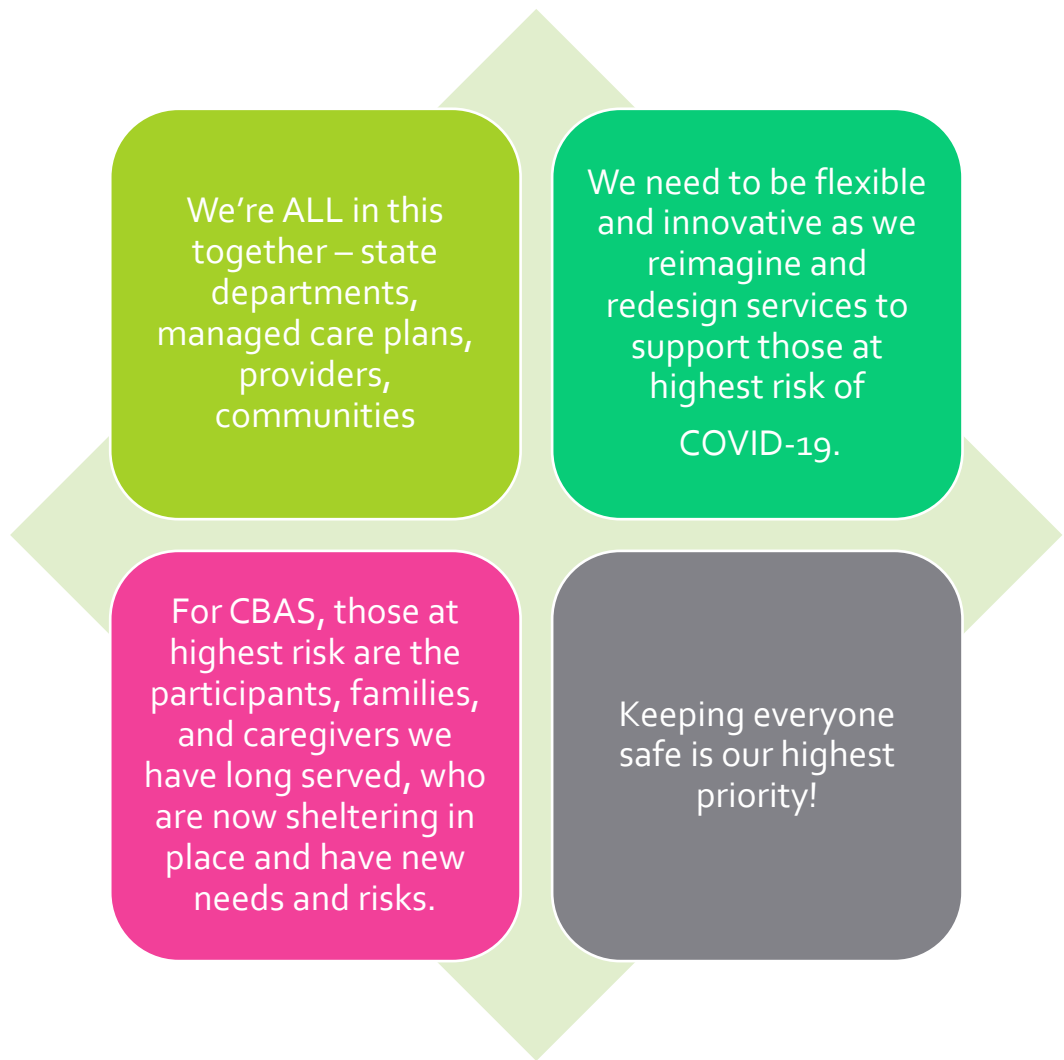 We're ALL in this
together – state
departments,
managed care plans,
providers,
communities
We need to be flexible
and innovative as we
reimagine and
redesign services to
support those at
highest risk of
COVID-19.
For CBAS, those at
highest risk are the
participants, families,
and caregivers we
have long served, who
are now sheltering in
place and have new
needs and risks.
Keeping everyone
safe is our highest
priority!